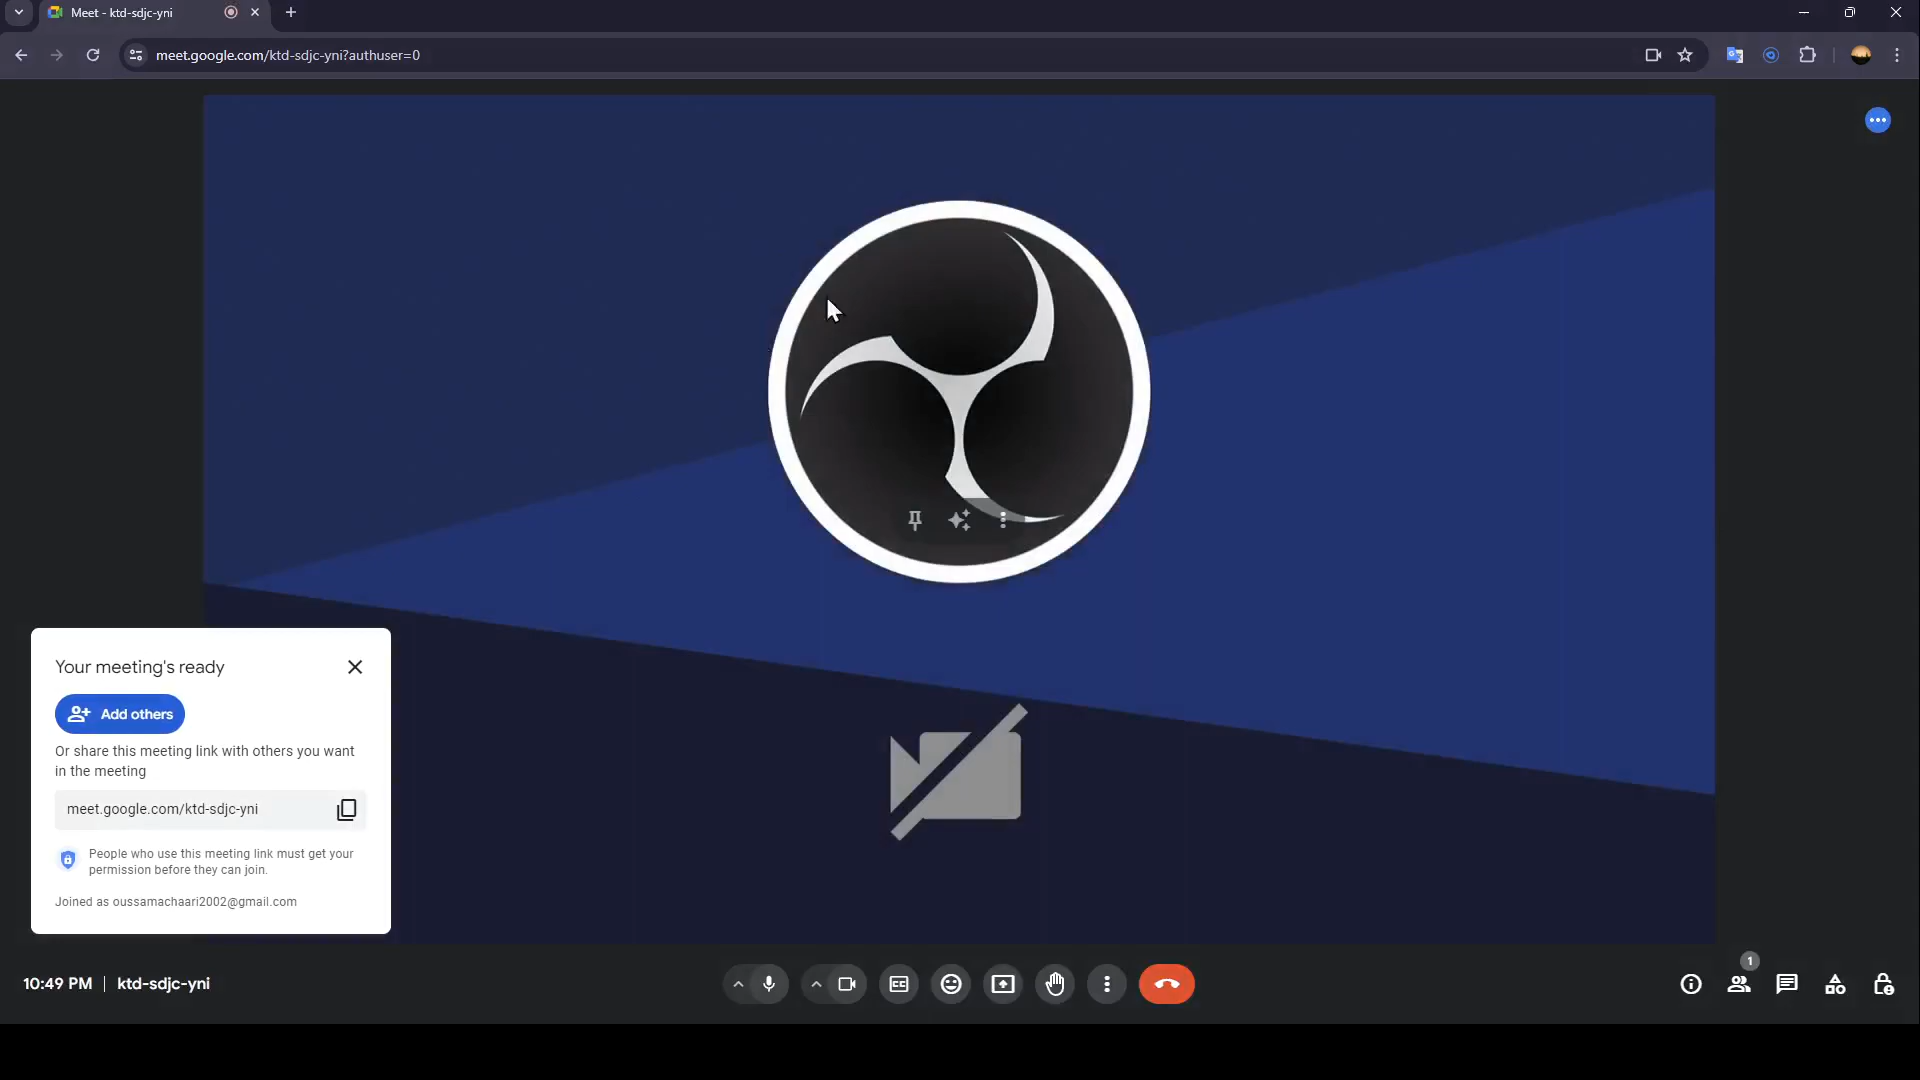 Meet - ktd-sdjc-yni
meet.google.com/ktd-sdjc-yni?authuser=0
Your meeting's ready
Add others
Or share this meeting link with others you want
in the meeting
meet.google.com/ktd-sdjc-yni
People who use this meeting link must get your
permission before they can join.
Joined as oussamachaari2002@gmail.com
10:49 PM | ktd-sdjc-yni
CC
1